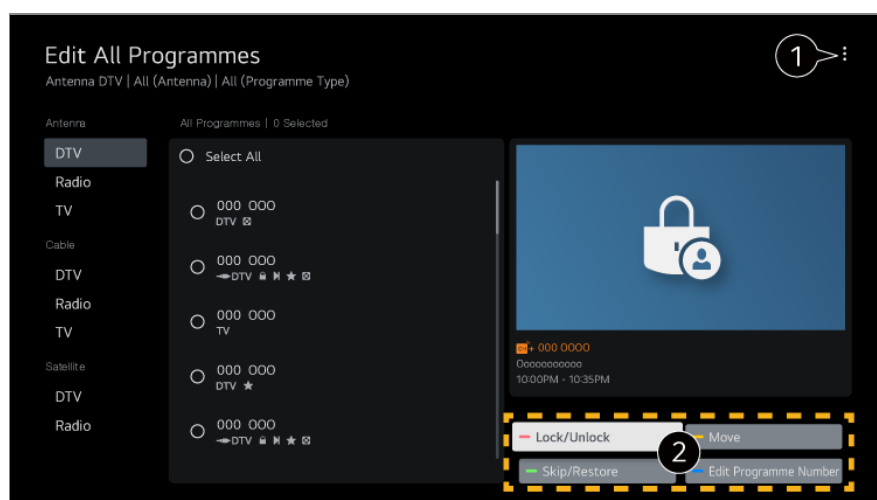 Edit All Programmes
Antenna DTV | All (Antenna) | All (Programme Type)
1
Antenna
DTV
Radio
TV
Cable
DTV
Radio
TV
Satellite
DTV
Radio
All Programmes | 0 Selected
Select All
000 000
DTV
000 000
DTV
000 000
TV
000 000
DTV
000 000
DTV
+ 000 0000
Ooooooooooo
10:00PM - 10:35PM
Lock/Unlock
Move
2
Skip/Restore
Edit Programme Number